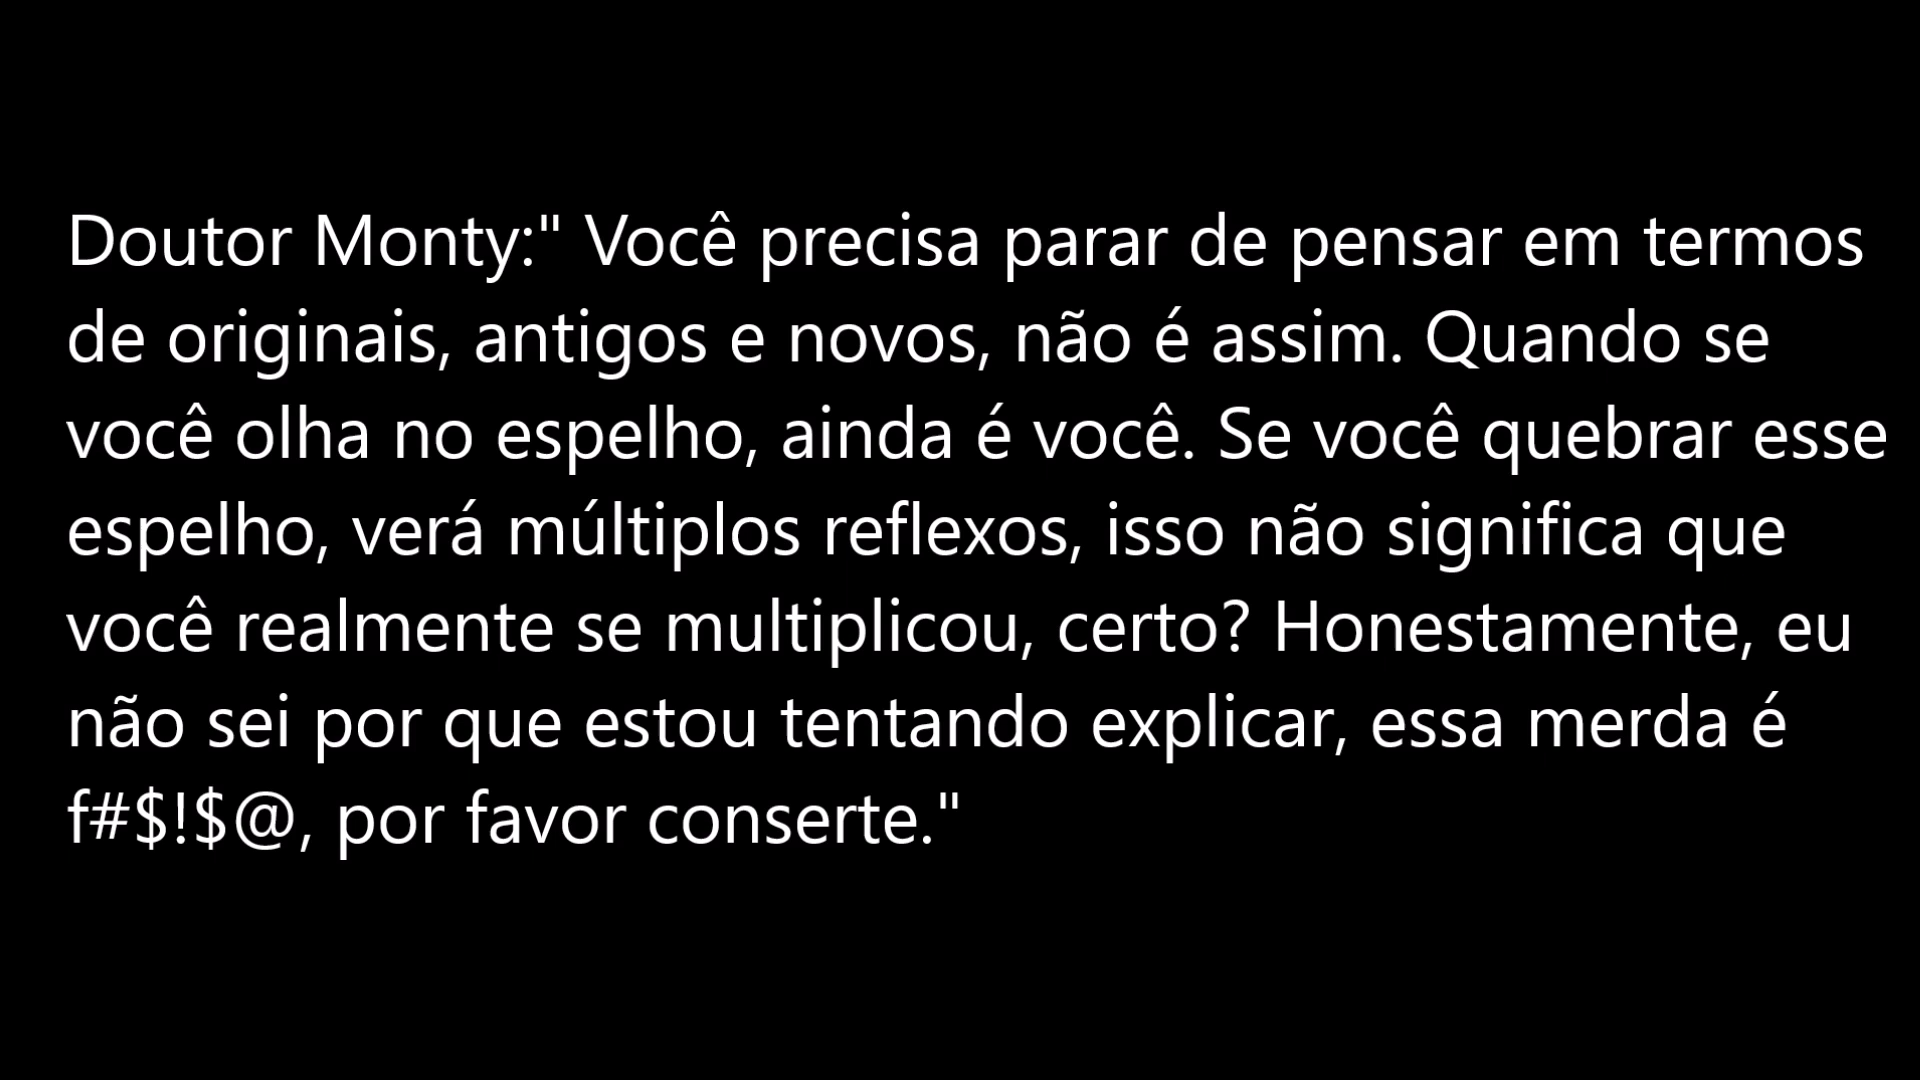 Doutor Monty:" Você precisa parar de pensar em termos
de originais, antigos e novos, não é assim. Quando se
você olha no espelho, ainda é você. Se você quebrar esse
espelho, verá múltiplos reflexos, isso não significa que
você realmente se multiplicou, certo? Honestamente, eu
não sei por que estou tentando explicar, essa merda é
f#$!$@, por favor conserte."